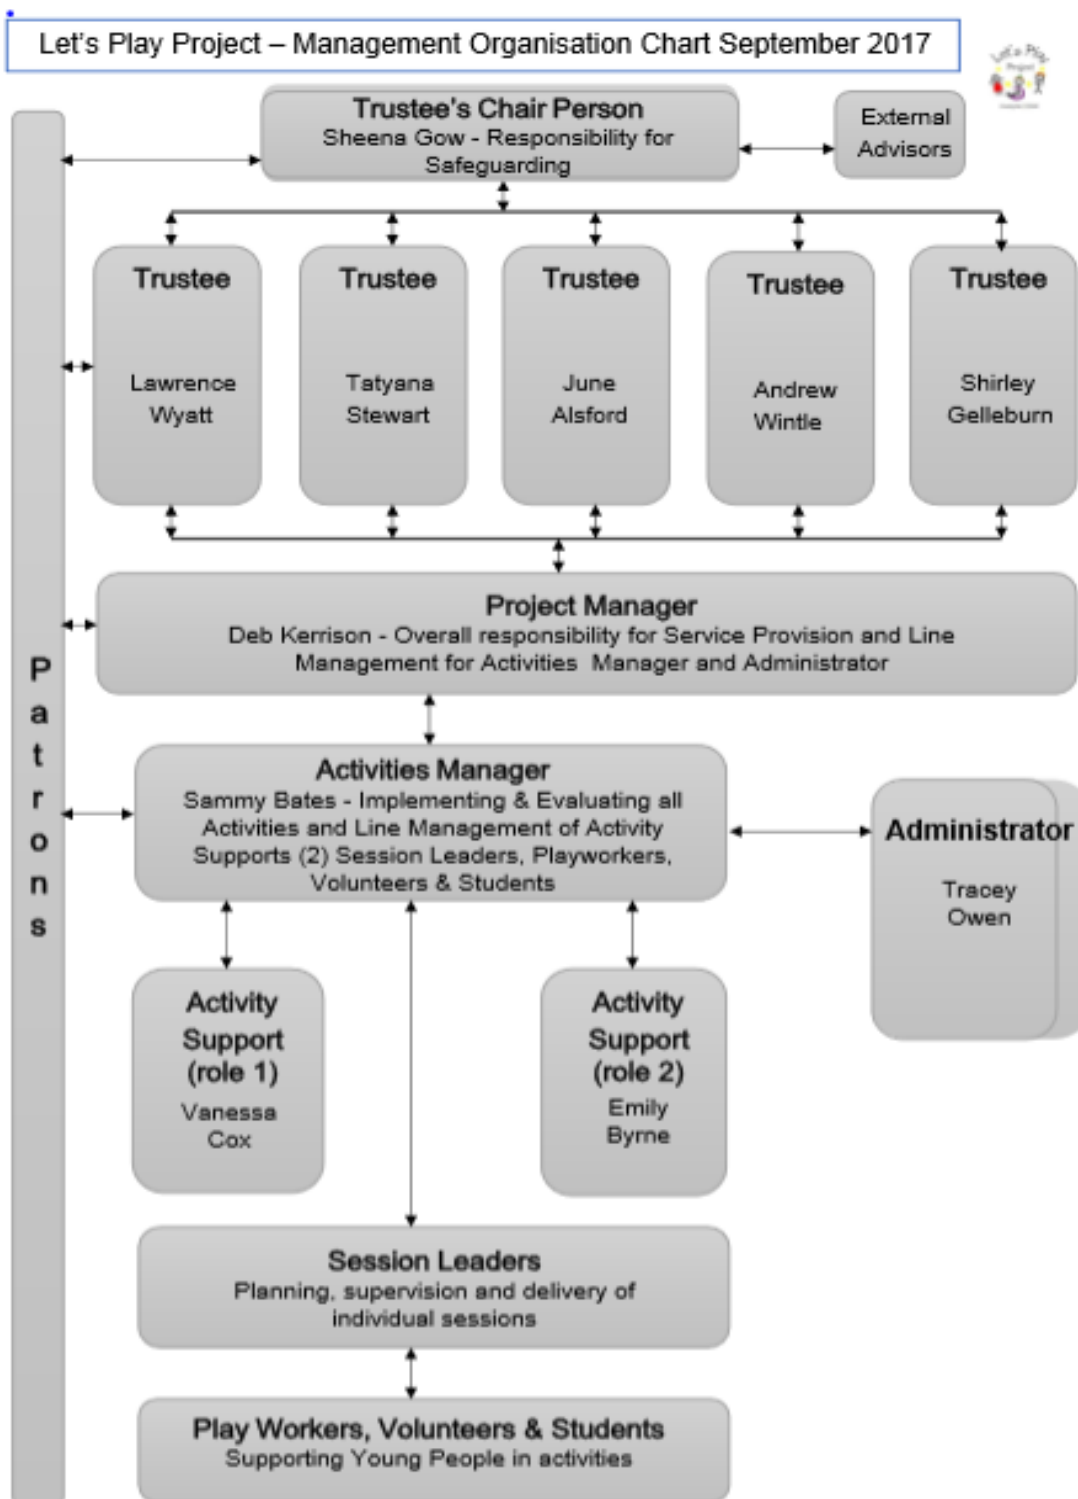 Let's Play Project – Management Organisation Chart September 2017
Let's Play
Project
Trustee's Chair Person
Sheena Gow - Responsibility for
Safeguarding
External
Advisors
Trustee
Lawrence
Wyatt
Trustee
Tatyana
Stewart
Trustee
June
Alsford
Trustee
Andrew
Wintle
Trustee
Shirley
Gelleburn
Project Manager
Deb Kerrison - Overall responsibility for Service Provision and Line
Management for Activities Manager and Administrator
Patrons
Activities Manager
Sammy Bates - Implementing & Evaluating all
Activities and Line Management of Activity
Supports (2) Session Leaders, Playworkers,
Volunteers & Students
Administrator
Tracey
Owen
Activity
Support
(role 1)
Vanessa
Cox
Activity
Support
(role 2)
Emily
Byrne
Session Leaders
Planning, supervision and delivery of
individual sessions
Play Workers, Volunteers & Students
Supporting Young People in activities